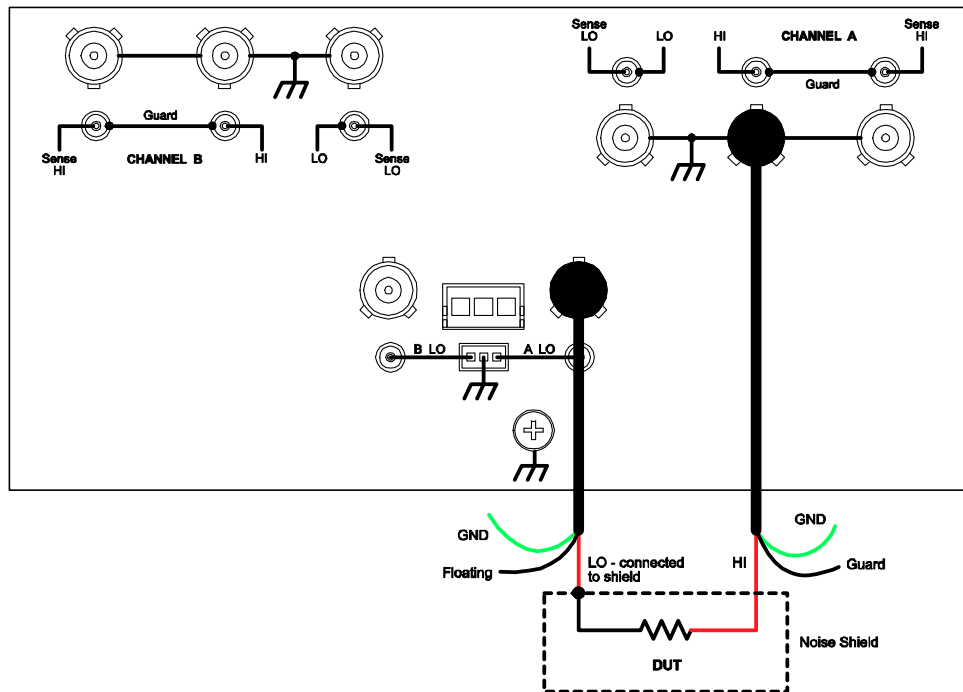 Sense
LO
LO
HI
CHANNEL A
Sense
HI
Guard
Guard
Sense
HI
CHANNEL B
HI
LO
Sense
LO
B LO
A LO
GND
Floating
LO - connected
to shield
HI
GND
Guard
Noise Shield
DUT